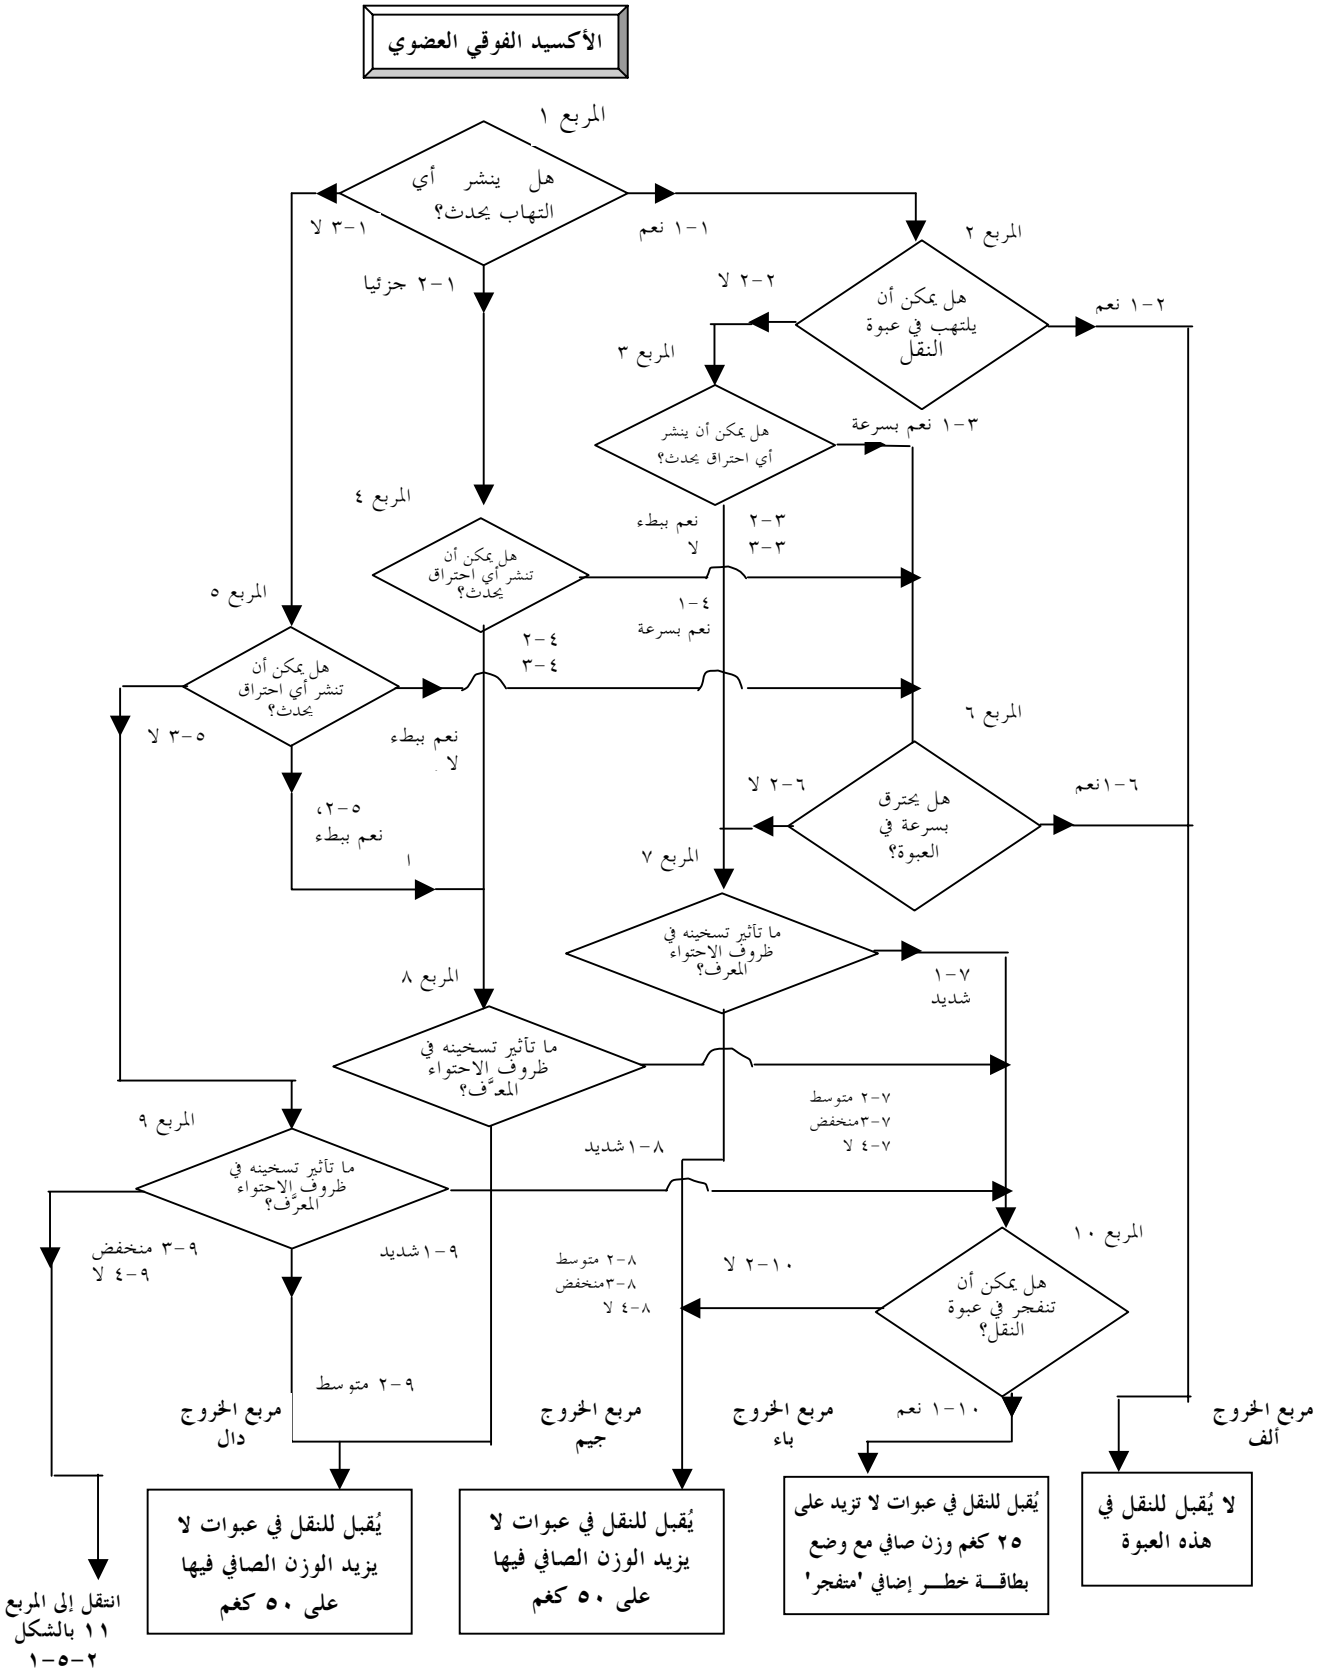 الأكسيد الفوقي العضوي
المربع ١
هل ينشر أي
التهاب يحدث؟
١-١ نعم
١-٣ لا
١-٢ جزئيا
المربع ٢
هل يمكن أن
يلتهب في عبوة
النقل
٢-١ نعم
٢-٢ لا
المربع ٣
هل يمكن أن ينشر
أي احتراق يحدث؟
٣-١ نعم بسرعة
٣-٢
نعم ببطء
٣-٣
لا
المربع ٤
هل يمكن أن
تنشر أي احتراق
يحدث؟
٤-١
نعم بسرعة
٤-٢
٤-٣
نعم ببطء
لا
المربع ٥
هل يمكن أن
تنشر أي احتراق
يحدث؟
٥-٣ لا
٥-٢،
نعم ببطء
ا
المربع ٦
هل يحترق
بسرعة في
العبوة؟
٦-١نعم
٦-٢ لا
المربع ٧
ما تأثير تسخينه في
ظروف الاحتواء
المعرف؟
٧-١
شديد
٧-٢ متوسط
٧-٣منخفض
٧-٤ لا
المربع ٨
ما تأثير تسخينه في
ظروف الاحتواء
المعرَّف؟
٨-١شديد
٨-٢ متوسط
٨-٣منخفض
٨-٤ لا
المربع ٩
ما تأثير تسخينه في
ظروف الاحتواء
المعرَّف؟
٩-١شديد
٩-٣ منخفض
٩-٤ لا
٩-٢ متوسط
المربع ١٠
هل يمكن أن
تنفجر في عبوة
النقل؟
١٠-٢ لا
١٠-١ نعم
مربع الخروج
ألف
لا يُقبل للنقل في
هذه العبوة
مربع الخروج
باء
يُقبل للنقل في عبوات لا تزيد على
٢٥ كغم وزن صافي مع وضع
بطاقة خطر إضافي 'متفجر'
مربع الخروج
جيم
يُقبل للنقل في عبوات لا
يزيد الوزن الصافي فيها
على ٥٠ كغم
مربع الخروج
دال
يُقبل للنقل في عبوات لا
يزيد الوزن الصافي فيها
على ٥٠ كغم
انتقل إلى المربع
١١ بالشكل
٢-٥-١